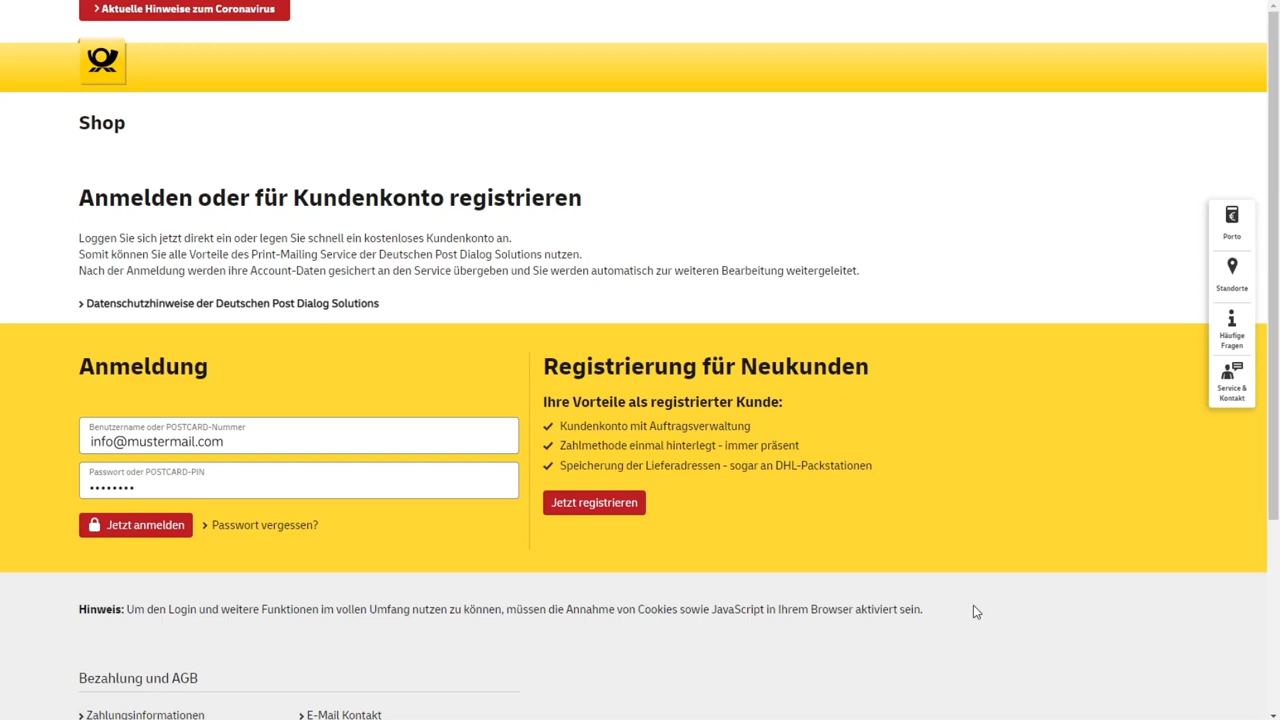 Aktuelle Hinweise zum Coronavirus
Shop
Anmelden oder für Kundenkonto registrieren
Loggen Sie sich jetzt direkt ein oder legen Sie schnell ein kostenloses Kundenkonto an.
Somit können Sie alle Vorteile des Print-Mailing Service der Deutschen Post Dialog Solutions nutzen.
Nach der Anmeldung werden ihre Account-Daten gesichert an den Service übergeben und Sie werden automatisch zur weiteren Bearbeitung weitergeleitet.
Datenschutzhinweise der Deutschen Post Dialog Solutions
Anmeldung
Benutzername oder POSTCARD-Nummer
info@mustermail.com
Passwort oder POSTCARD-PIN
••••••••
Jetzt anmelden
Passwort vergessen?
Registrierung für Neukunden
Ihre Vorteile als registrierter Kunde:
Kundenkonto mit Auftragsverwaltung
Zahlmethode einmal hinterlegt - immer präsent
Speicherung der Lieferadressen - sogar an DHL-Packstationen
Jetzt registrieren
Porto
Standorte
Häufige
Fragen
Service &
Kontakt
Hinweis: Um den Login und weitere Funktionen im vollen Umfang nutzen zu können, müssen die Annahme von Cookies sowie JavaScript in Ihrem Browser aktiviert sein.
Bezahlung und AGB
Zahlungsinformationen
E-Mail Kontakt